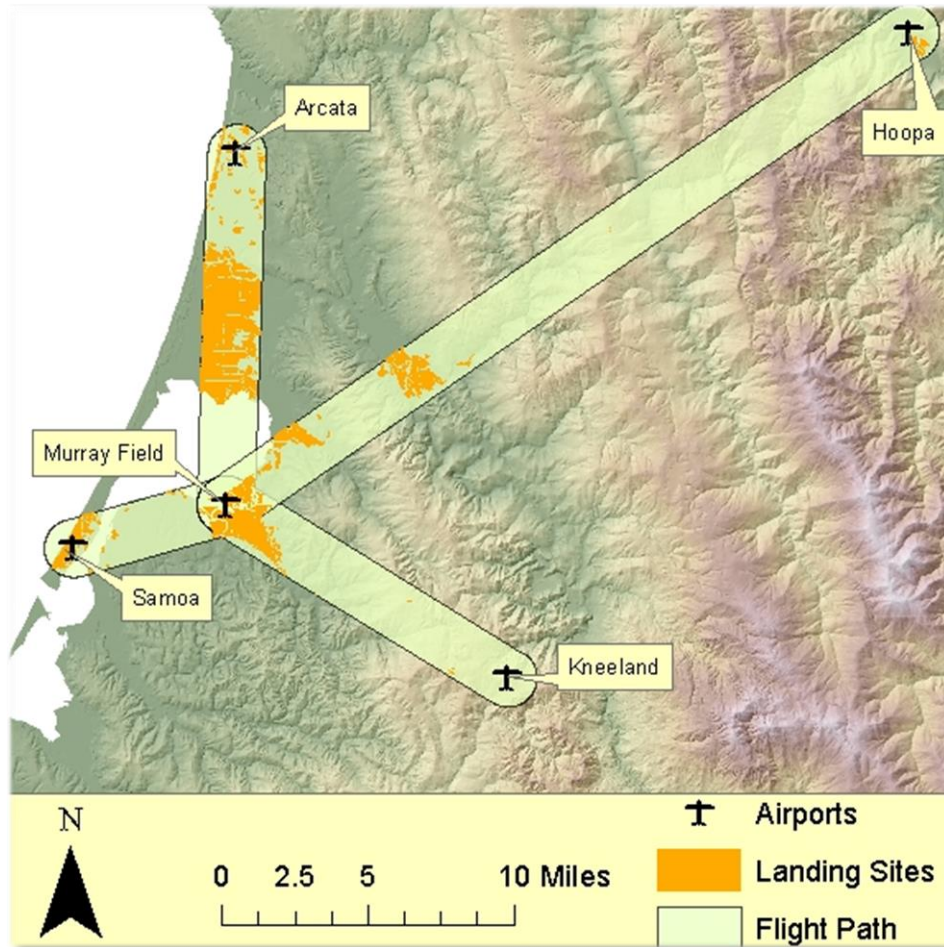 Arcata
Hoopa
Murray Field
Samoa
Kneeland
N
0 2.5 5 10 Miles
Airports
Landing Sites
Flight Path